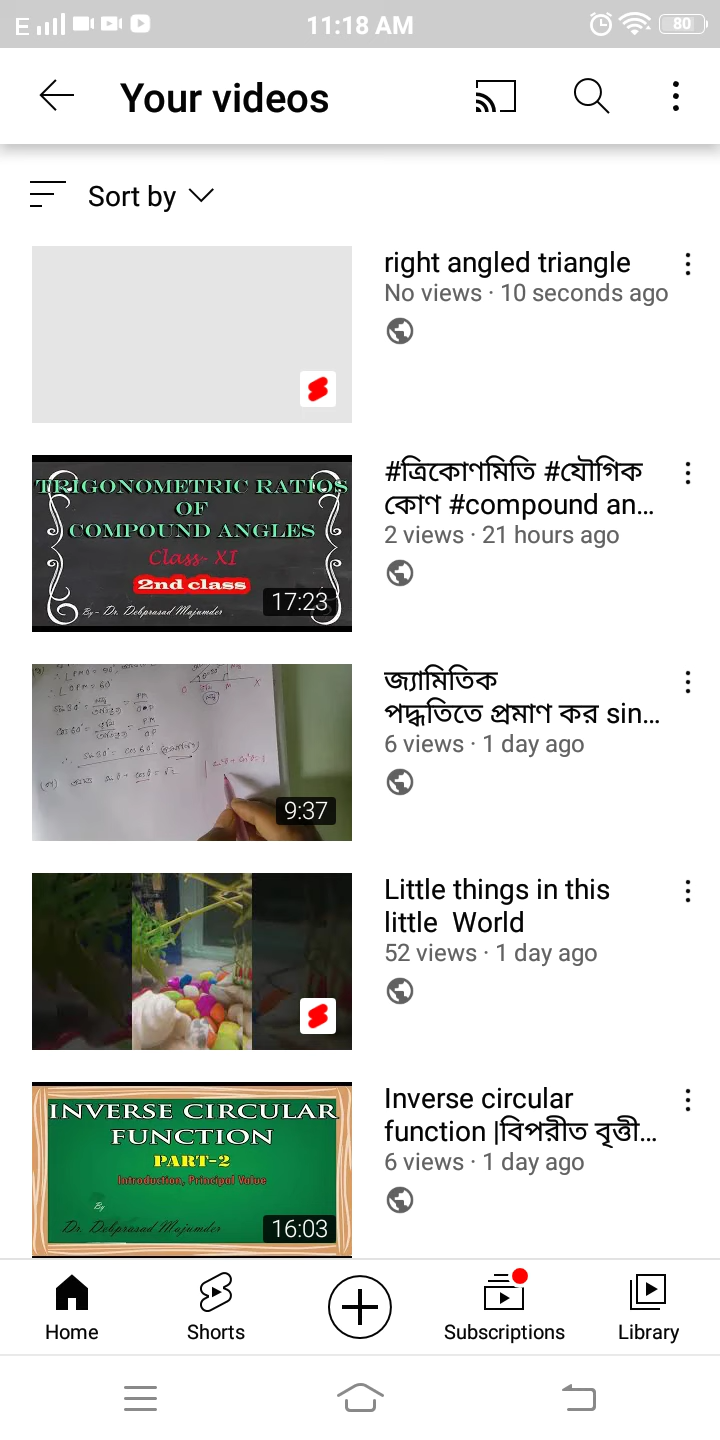 E
11:18 AM
80
Your videos
Sort by
right angled triangle
No views · 10 seconds ago
TRIGONOMETRIC RATIOS
OF
COMPOUND ANGLES
Class- XI
2nd class
By - Dr. Debprasad Majumder
17:23
#ত্রিকোণমিতি #যৌগিক
কোণ #compound an...
2 views · 21 hours ago
9:37
জ্যামিতিক
পদ্ধতিতে প্রমাণ কর sin...
6 views · 1 day ago
Little things in this
little World
52 views · 1 day ago
INVERSE CIRCULAR
FUNCTION
PART-2
Introduction, Principal Value
By
Dr. Debprasad Majumder
16:03
Inverse circular
function |বিপরীত বৃত্তী...
6 views · 1 day ago
Home
Shorts
Subscriptions
Library